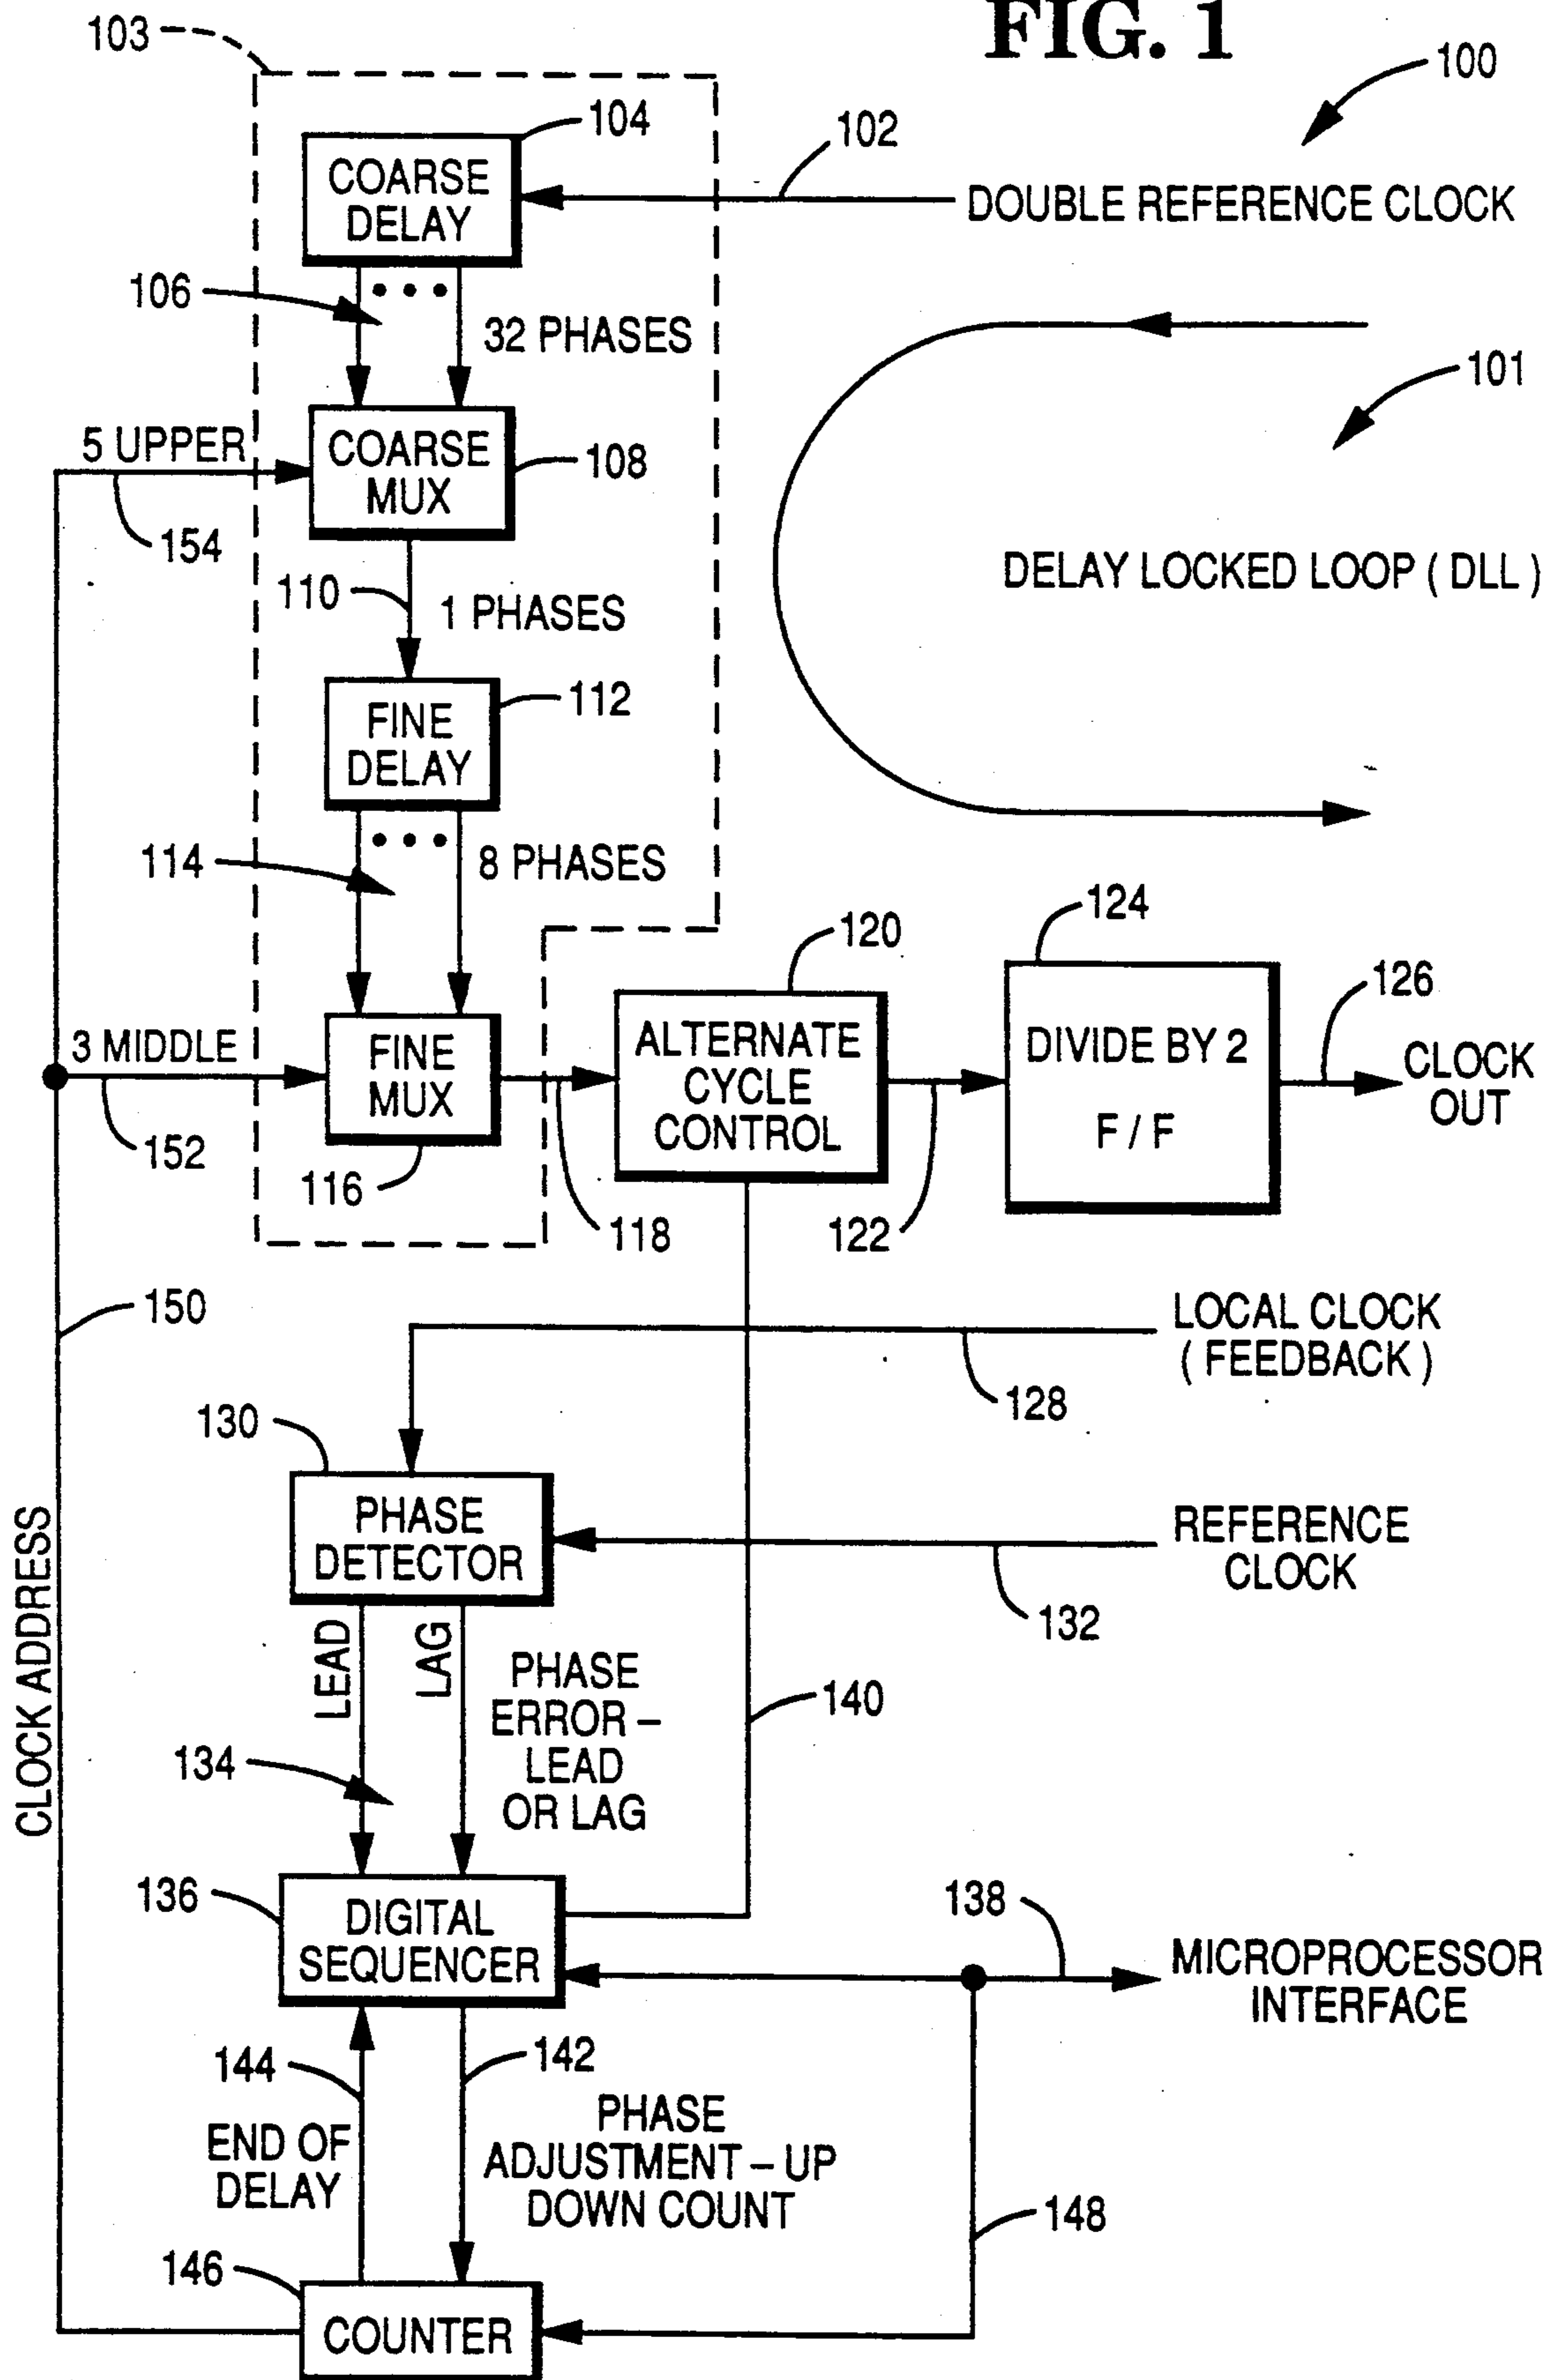 FIG. 1
100
103
104
102
COARSE
DELAY
DOUBLE REFERENCE CLOCK
106
32 PHASES
101
5 UPPER
COARSE
MUX
108
154
DELAY LOCKED LOOP ( DLL )
110
1 PHASES
112
FINE
DELAY
114
8 PHASES
120
124
126
3 MIDDLE
FINE
MUX
ALTERNATE
CYCLE
CONTROL
DIVIDE BY 2
F / F
CLOCK
OUT
152
116
118
122
150
LOCAL CLOCK
( FEEDBACK )
128
130
PHASE
DETECTOR
REFERENCE
CLOCK
132
CLOCK ADDRESS
LEAD
LAG
PHASE
ERROR –
LEAD
OR LAG
134
140
136
DIGITAL
SEQUENCER
138
MICROPROCESSOR
INTERFACE
144
142
END OF
DELAY
PHASE
ADJUSTMENT – UP
DOWN COUNT
148
146
COUNTER